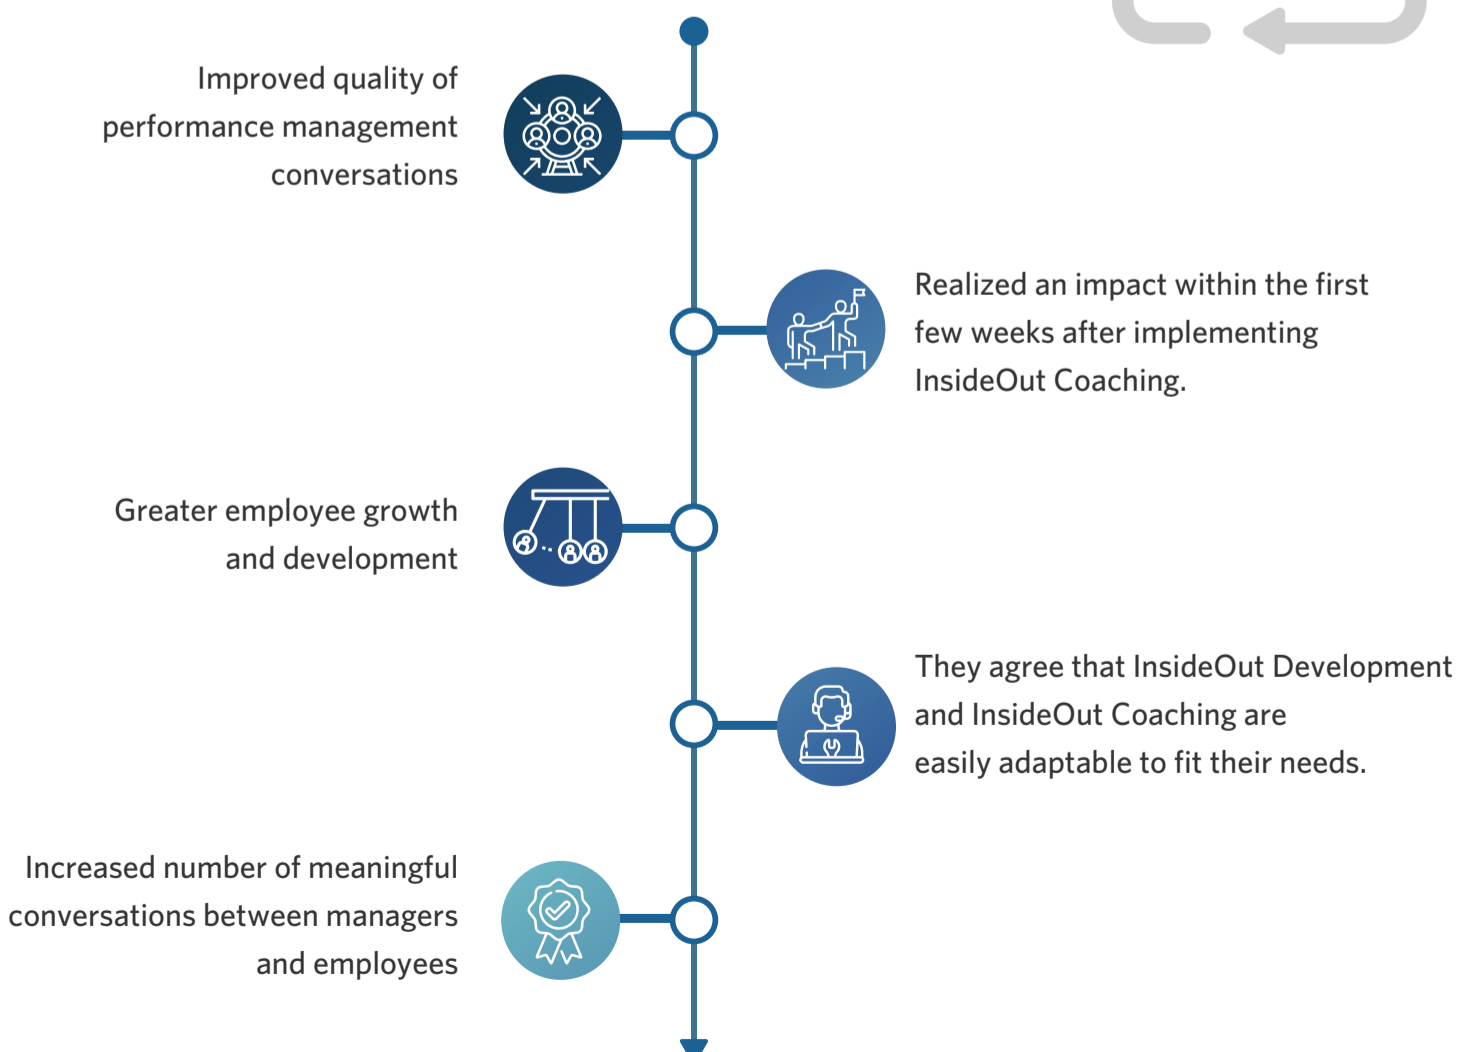 Improved quality of
performance management
conversations
Realized an impact within the first
few weeks after implementing
InsideOut Coaching.
Greater employee growth
and development
They agree that InsideOut Development
and InsideOut Coaching are
easily adaptable to fit their needs.
Increased number of meaningful
conversations between managers
and employees